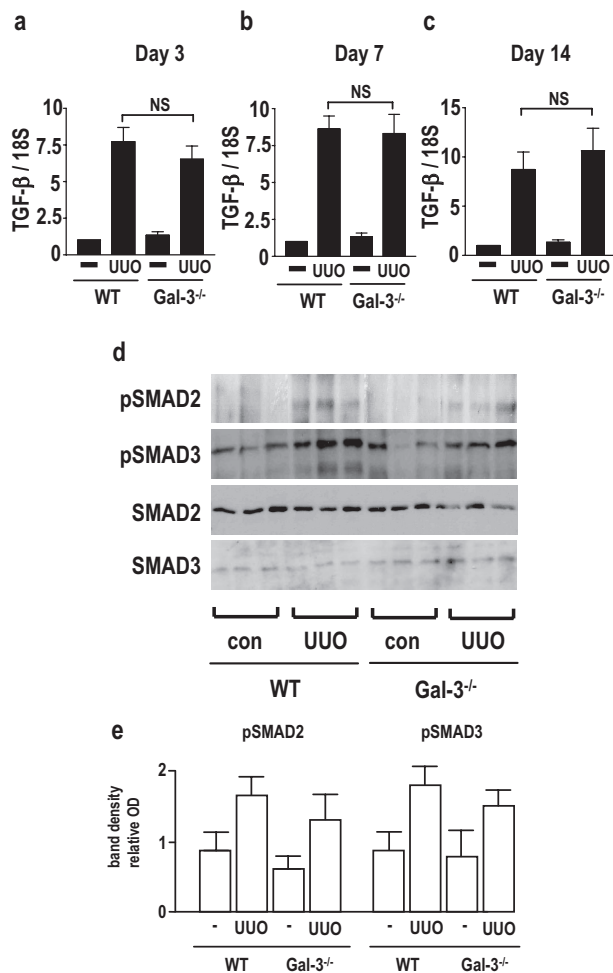 a
Day 3
TGF-β / 18S
10
7.5
5
2.5
0
NS
– UUO – UUO
WT Gal-3-/-
b
Day 7
TGF-β / 18S
10
7.5
5
2.5
0
NS
– UUO – UUO
WT Gal-3-/-
c
Day 14
TGF-β / 18S
15
10
5
0
NS
– UUO – UUO
WT Gal-3-/-
d
pSMAD2
pSMAD3
SMAD2
SMAD3
con UUO con UUO
WT Gal-3-/-
e
pSMAD2 pSMAD3
band density
relative OD
2
1
0
- UUO - UUO - UUO - UUO
WT Gal-3-/- WT Gal-3-/-